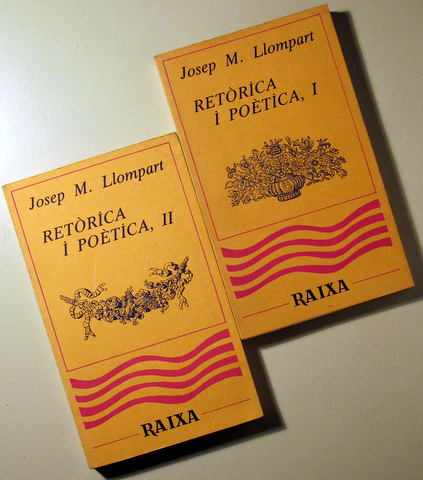 Josep M. Llompart
RETÒRICA
I POÈTICA, I
RAIXA
Josep M. Llompart
RETÒRICA
I POÈTICA, II
RAIXA